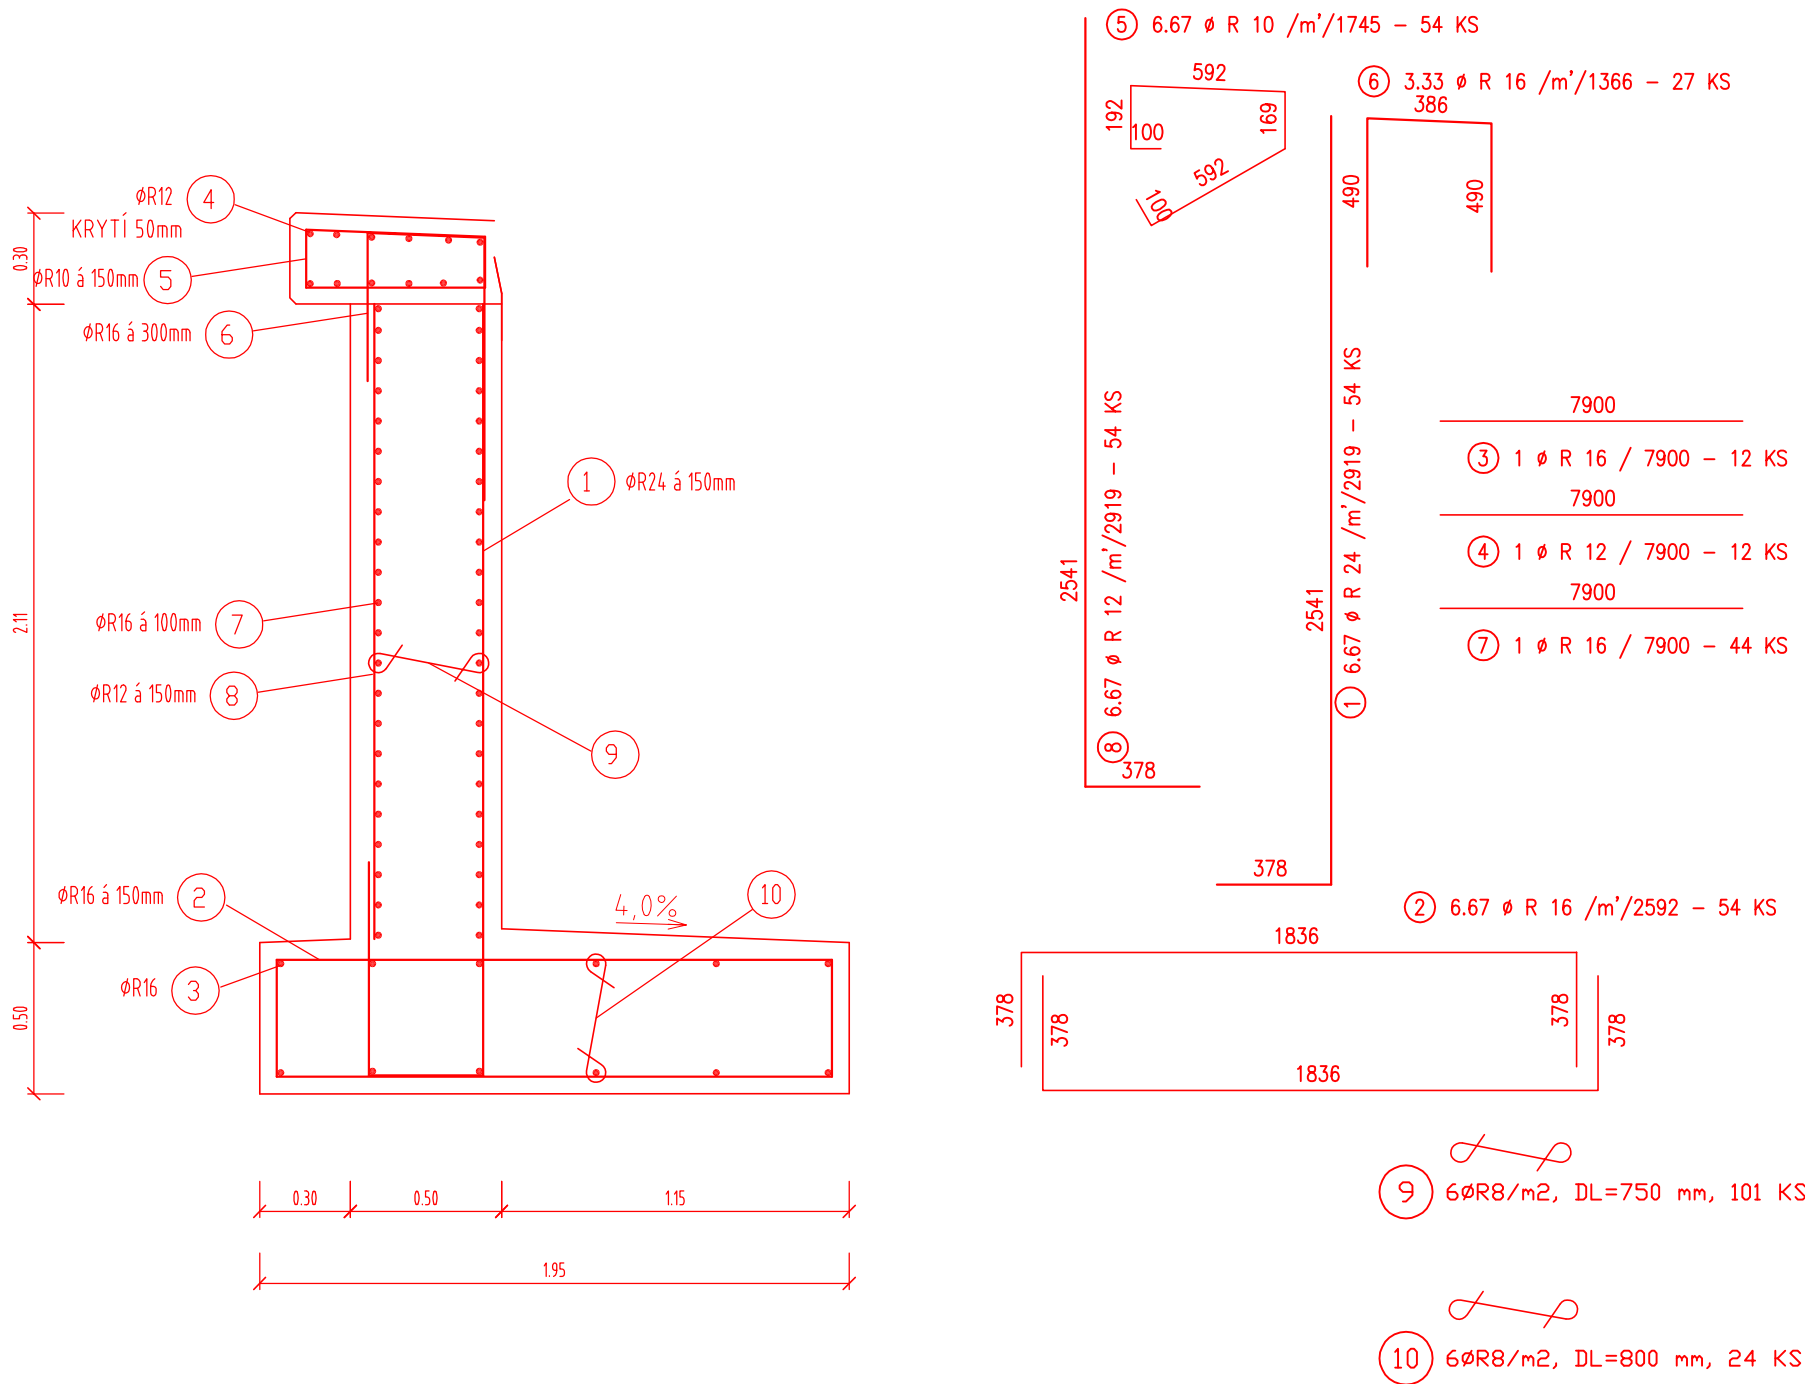 5 6.67 ø R 10 /m'/1745 - 54 KS
592
192
100
169
592
100
6 3.33 ø R 16 /m'/1366 - 27 KS
386
490
490
øR12 4
KRYTÍ 50mm
øR10 á 150mm 5
øR16 á 300mm 6
1 øR24 á 150mm
øR16 á 100mm 7
øR12 á 150mm 8
9
øR16 á 150mm 2
øR16 3
10
4,0%
0.30
2.11
0.50
0.30
0.50
1.15
1.95
2541
8 6.67 ø R 12 /m'/2919 - 54 KS
378
2541
1 6.67 ø R 24 /m'/2919 - 54 KS
378
7900
3 1 ø R 16 / 7900 - 12 KS
7900
4 1 ø R 12 / 7900 - 12 KS
7900
7 1 ø R 16 / 7900 - 44 KS
2 6.67 ø R 16 /m'/2592 - 54 KS
1836
378
378
378
378
1836
9 6øR8/m2, DL=750 mm, 101 KS
10 6øR8/m2, DL=800 mm, 24 KS